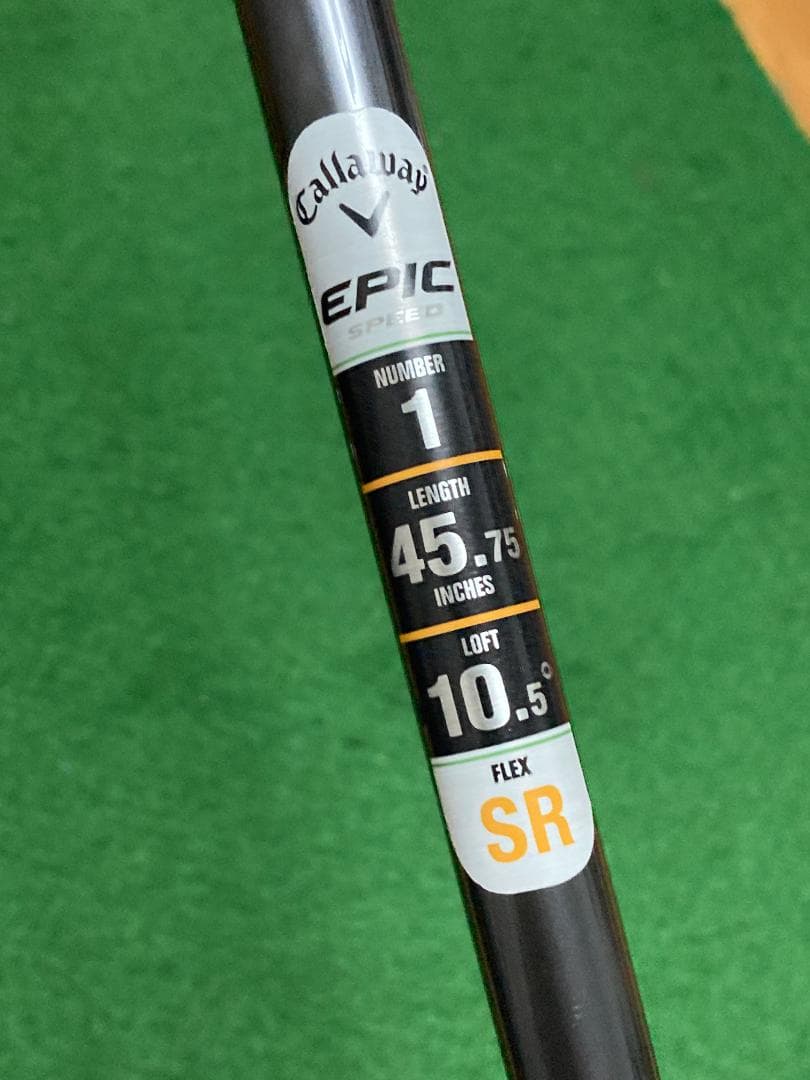 Callaway
EPIC
SPEED
NUMBER
1
LENGTH
45.75
INCHES
LOFT
10.5°
FLEX
SR